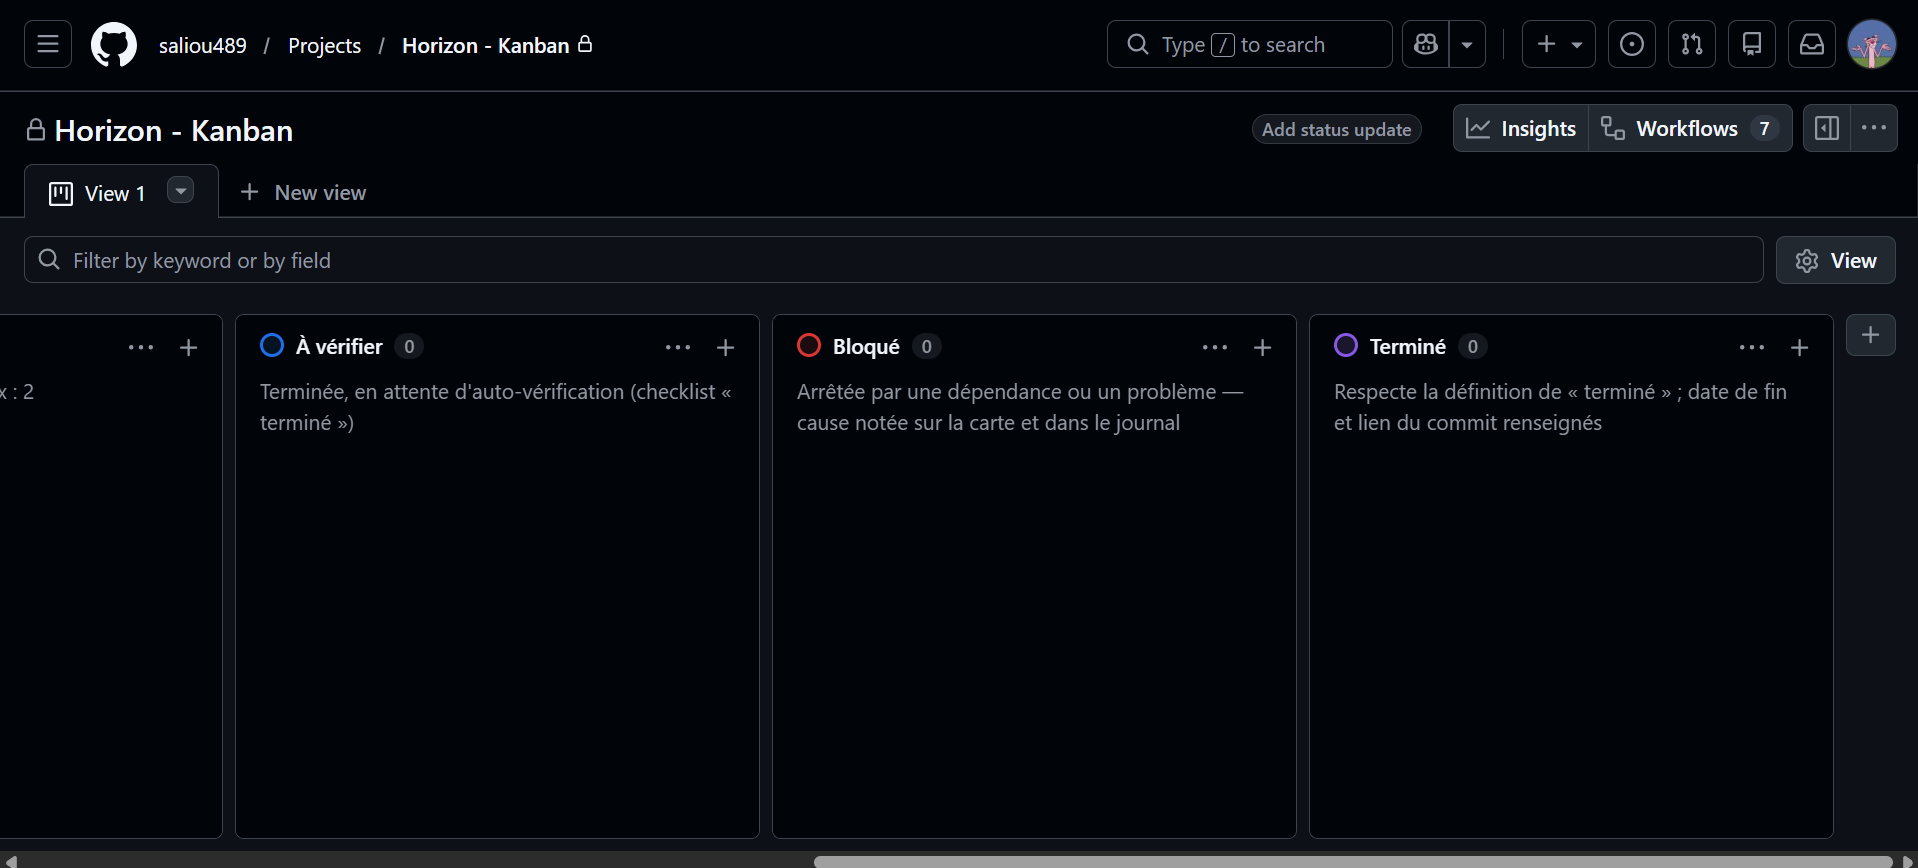 saliou489 / Projects / Horizon - Kanban
Type / to search
Horizon - Kanban
Add status update
Insights
Workflows 7
View 1
New view
Filter by keyword or by field
View
x : 2
À vérifier 0
Terminée, en attente d'auto-vérification (checklist «
terminé »)
Bloqué 0
Arrêtée par une dépendance ou un problème —
cause notée sur la carte et dans le journal
Terminé 0
Respecte la définition de « terminé » ; date de fin
et lien du commit renseignés